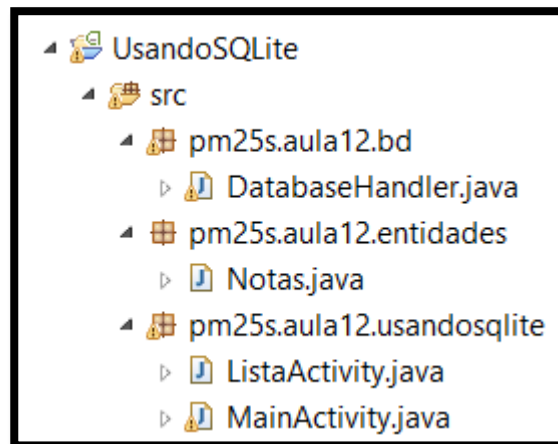 UsandoSQLite
src
pm25s.aula12.bd
DatabaseHandler.java
pm25s.aula12.entidades
Notas.java
pm25s.aula12.usandosqlite
ListaActivity.java
MainActivity.java